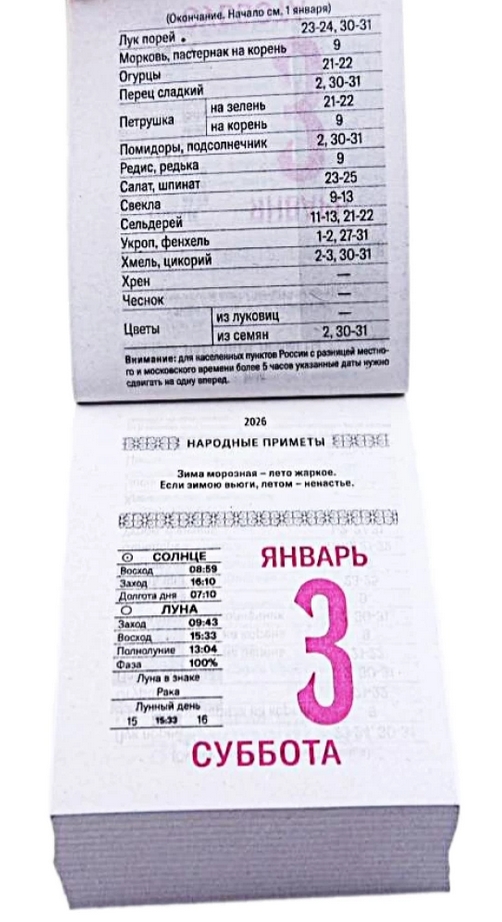 (Окончание. Начало см. 1 января)
Лук порей 23-24, 30-31
Морковь, пастернак на корень 9
Огурцы 21-22
Перец сладкий 2, 30-31
Петрушка на зелень 21-22
на корень 9
Помидоры, подсолнечник 2, 30-31
Редис, редька 9
Салат, шпинат 23-25
Свекла 9-13
Сельдерей 11-13, 21-22
Укроп, фенхель 1-2, 27-31
Хмель, цикорий 2-3, 30-31
Хрен —
Чеснок —
Цветы из луковиц —
из семян 2, 30-31
Внимание: для населенных пунктов России с разницей местно-
го и московского времени более 5 часов указанные даты нужно
сдвигать на одну вперед.
2026
НАРОДНЫЕ ПРИМЕТЫ
Зима морозная – лето жаркое.
Если зимою вьюги, летом – ненастье.
СОЛНЦЕ
Восход 08:59
Заход 16:10
Долгота дня 07:10
ЛУНА
Заход 09:43
Восход 15:33
Полнолуние 13:04
Фаза 100%
Луна в знаке
Рака
Лунный день
15 15:33 16
ЯНВАРЬ
3
СУББОТА